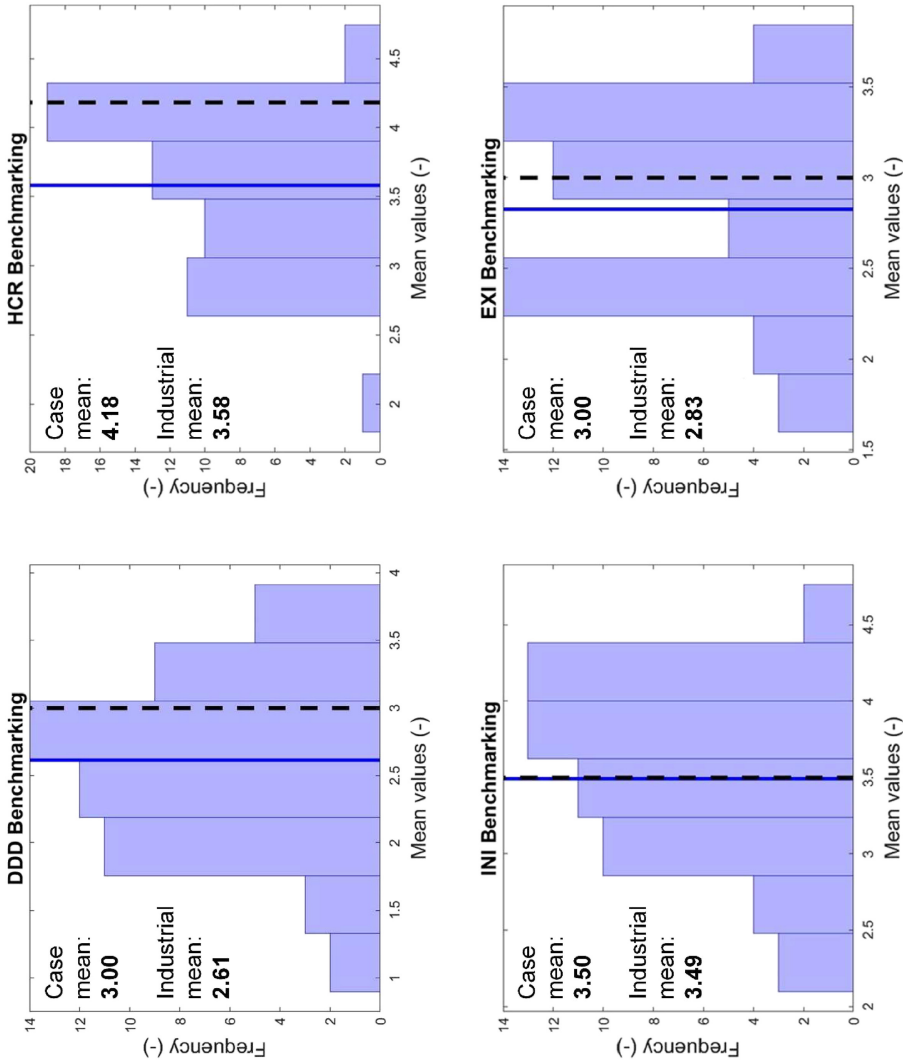 DDD Benchmarking
14
12
10
8
6
4
2
0
Frequency (-)
Case
mean:
3.00
Industrial
mean:
2.61
1
1.5
2
2.5
3
3.5
4
Mean values (-)
HCR Benchmarking
20
18
16
14
12
10
8
6
4
2
0
Frequency (-)
Case
mean:
4.18
Industrial
mean:
3.58
2
2.5
3
3.5
4
4.5
Mean values (-)
INI Benchmarking
14
12
10
8
6
4
2
0
Frequency (-)
Case
mean:
3.50
Industrial
mean:
3.49
2
2.5
3
3.5
4
4.5
Mean values (-)
EXI Benchmarking
14
12
10
8
6
4
2
0
Frequency (-)
Case
mean:
3.00
Industrial
mean:
2.83
1.5
2
2.5
3
3.5
Mean values (-)